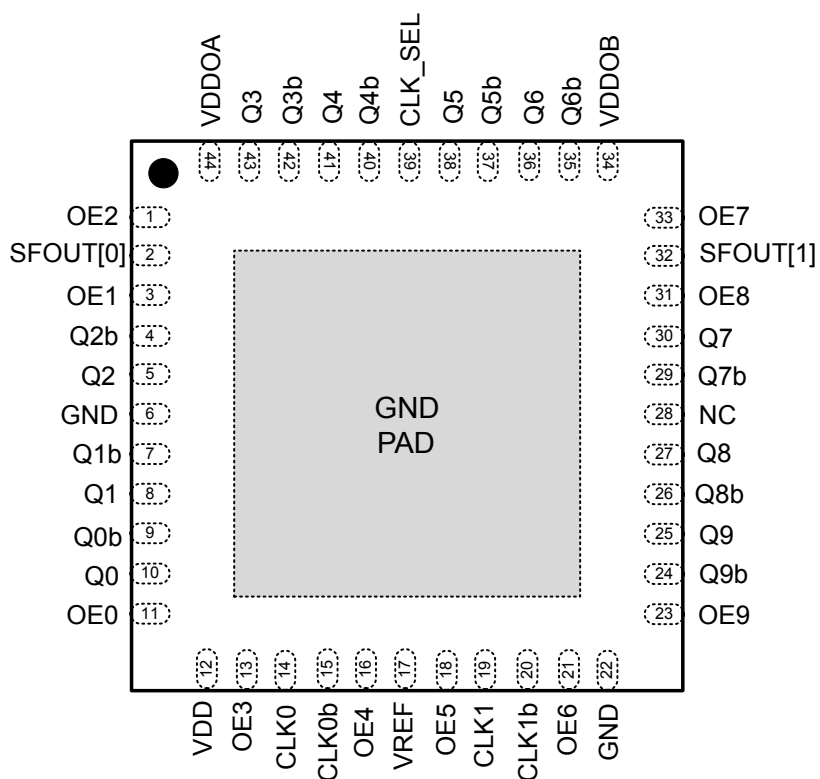 VDDOA
Q3
Q3b
Q4
Q4b
CLK_SEL
Q5
Q5b
Q6
Q6b
VDDOB
44
43
42
41
40
39
38
37
36
35
34
OE2 1
SFOUT[0] 2
OE1 3
Q2b 4
Q2 5
GND 6
Q1b 7
Q1 8
Q0b 9
Q0 10
OE0 11
GND
PAD
33 OE7
32 SFOUT[1]
31 OE8
30 Q7
29 Q7b
28 NC
27 Q8
26 Q8b
25 Q9
24 Q9b
23 OE9
12
13
14
15
16
17
18
19
20
21
22
VDD
OE3
CLK0
CLK0b
OE4
VREF
OE5
CLK1
CLK1b
OE6
GND